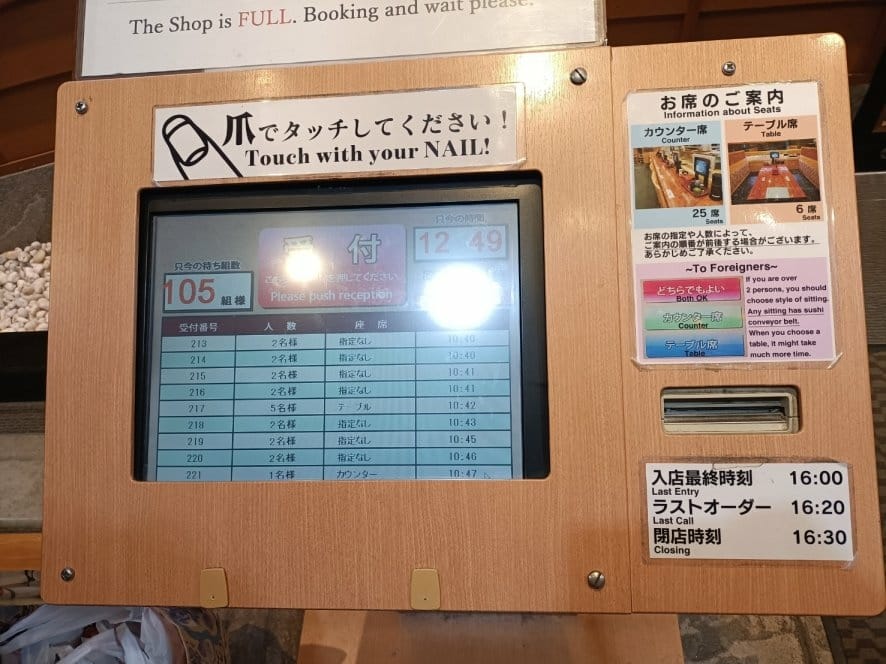 The Shop is FULL. Booking and wait please.
爪でタッチしてください！
Touch with your NAIL!
只今の待ち組数
105 組様
受 付
Please push reception
只今の時間
12 49
受付番号 人 数 座 席
213 2名様 指定なし 10:40
214 2名様 指定なし 10:40
215 2名様 指定なし 10:41
216 2名様 指定なし 10:41
217 5名様 テーブル 10:42
218 2名様 指定なし 10:43
219 2名様 指定なし 10:45
220 2名様 指定なし 10:46
221 1名様 カウンター 10:47
お席のご案内
Information about Seats
カウンター席
Counter
25 席
Seats
テーブル席
Table
6 席
Seats
お席の指定や人数によって、
ご案内の順番が前後する場合がございます。
あらかじめご了承ください。
~To Foreigners~
どちらでもよい
Both OK
カウンター席
Counter
テーブル席
Table
If you are over
2 persons, you should
choose style of sitting.
Any sitting has sushi
conveyor belt.
When you choose a
table, it might take
much more time.
入店最終時刻 16:00
Last Entry
ラストオーダー 16:20
Last Call
閉店時刻 16:30
Closing